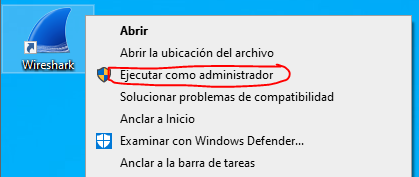 Wireshark
Abrir
Abrir la ubicación del archivo
Ejecutar como administrador
Solucionar problemas de compatibilidad
Anclar a Inicio
Examinar con Windows Defender...
Anclar a la barra de tareas